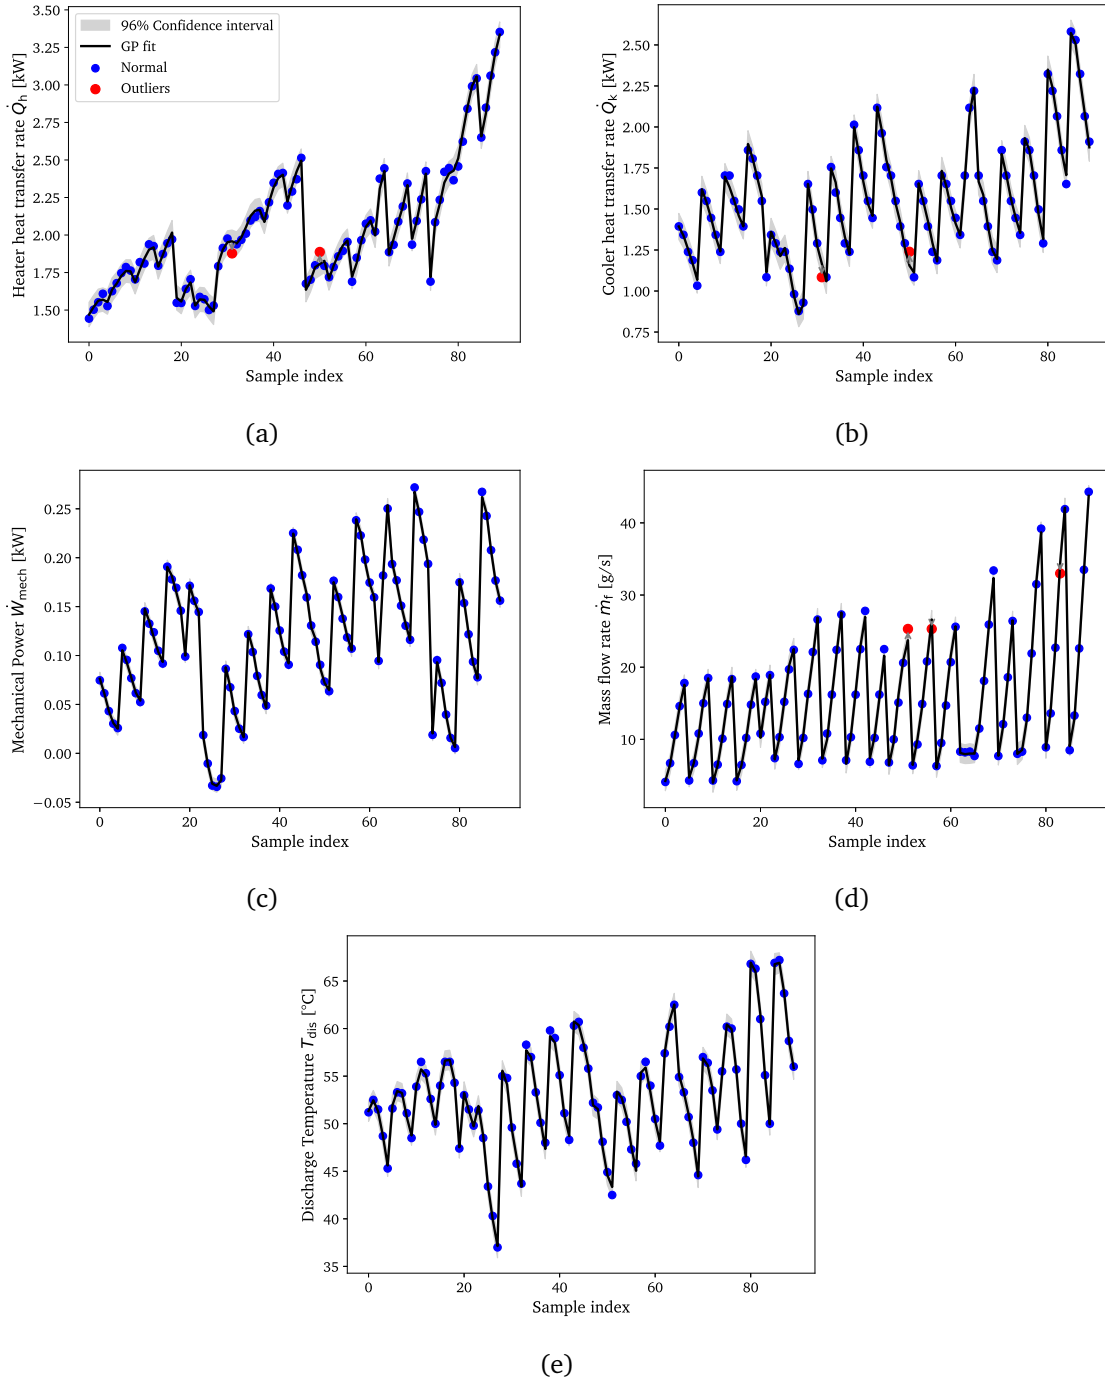 3.50
3.25
3.00
2.75
2.50
2.25
2.00
1.75
1.50
Heater heat transfer rate Q̇h [kW]
96% Confidence interval
GP fit
Normal
Outliers
0 20 40 60 80
Sample index
(a)
2.50
2.25
2.00
1.75
1.50
1.25
1.00
0.75
Cooler heat transfer rate Q̇k [kW]
0 20 40 60 80
Sample index
(b)
0.25
0.20
0.15
0.10
0.05
0.00
−0.05
Mechanical Power Ẇmech [kW]
0 20 40 60 80
Sample index
(c)
40
30
20
10
Mass flow rate ṁf [g/s]
0 20 40 60 80
Sample index
(d)
65
60
55
50
45
40
35
Discharge Temperature Tdis [°C]
0 20 40 60 80
Sample index
(e)